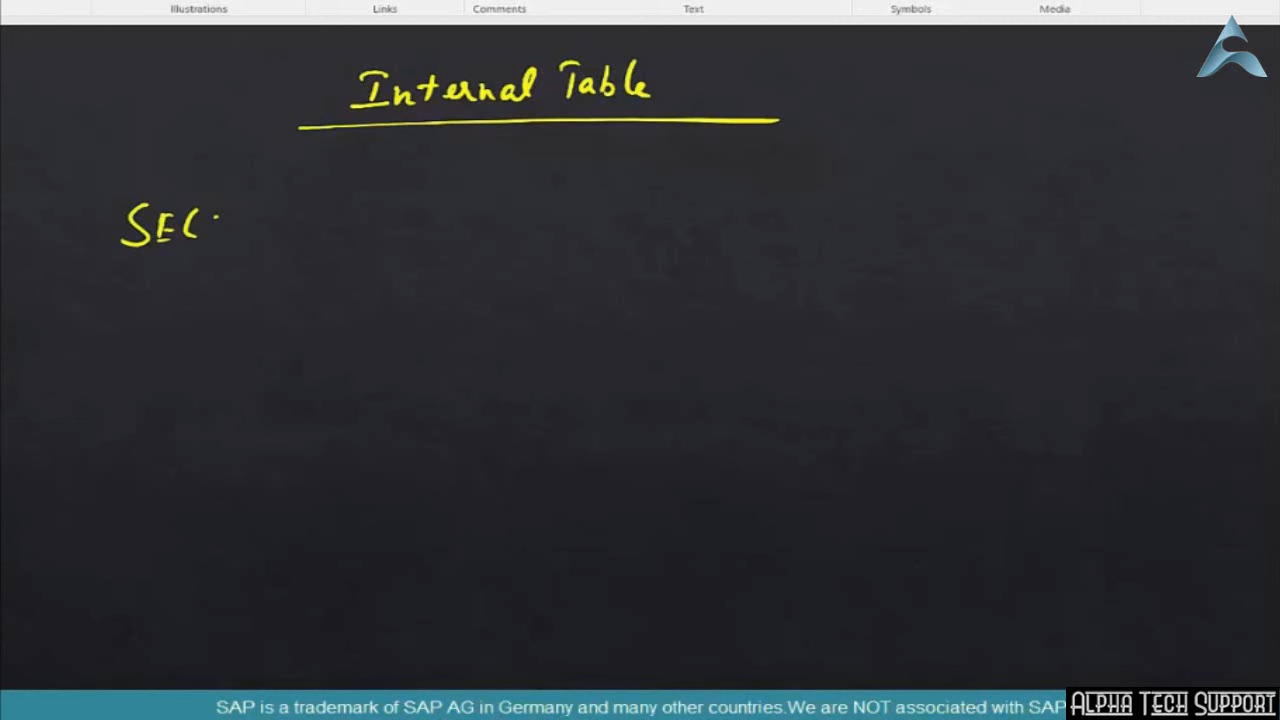 Illustrations Links Comments Text Symbols Media
Internal Table
SEC
SAP is a trademark of SAP AG in Germany and many other countries.We are NOT associated with SAP
ALPHA TECH SUPPORT